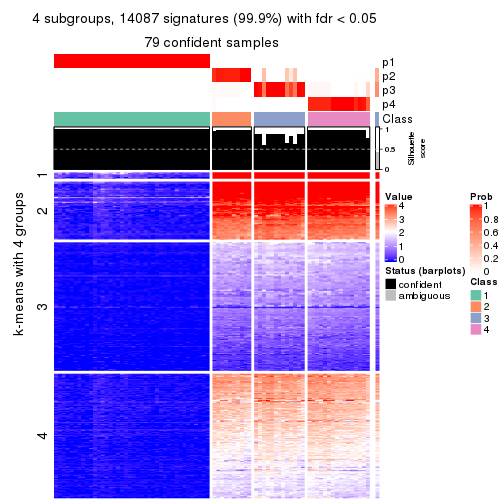 4 subgroups, 14087 signatures (99.9%) with fdr < 0.05
79 confident samples
p1
p2
p3
p4
Class
1
0.5
0
Silhouette
score
k-means with 4 groups
1
2
3
4
Value
4
3
2
1
0
Status (barplots)
confident
ambiguous
Prob
1
0.8
0.6
0.4
0.2
0
Class
1
2
3
4